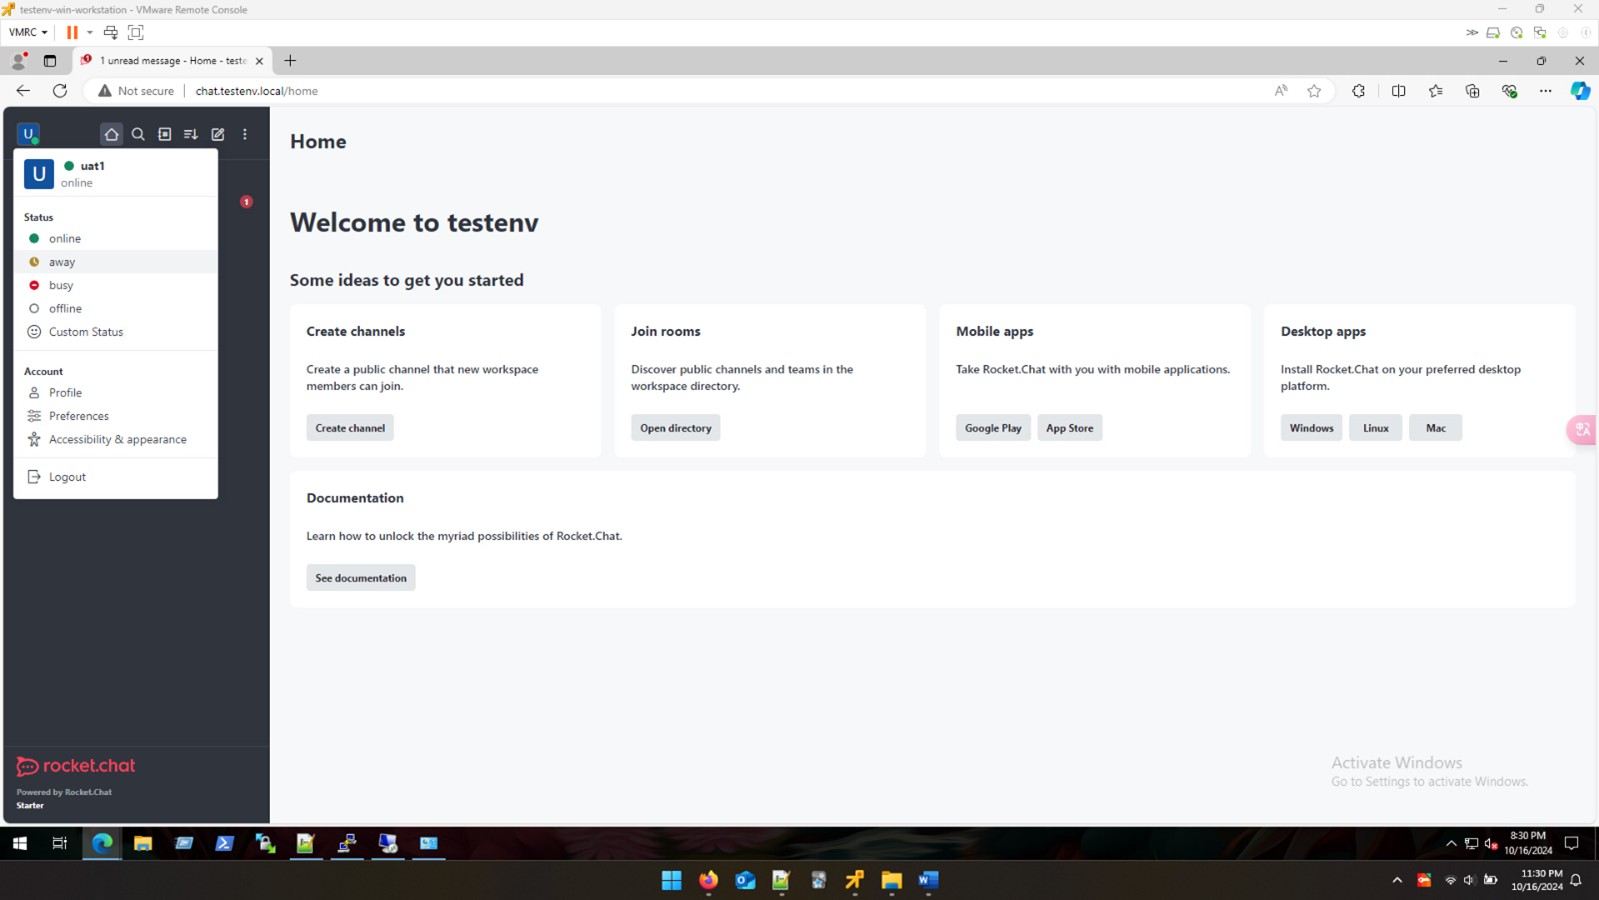 testenv-win-workstation - VMware Remote Console
VMRC
1 unread message - Home - teste
Not secure
chat.testenv.local/home
U
Home
U
uat1
online
1
Status
online
away
busy
offline
Custom Status
Account
Profile
Preferences
Accessibility & appearance
Logout
Welcome to testenv
Some ideas to get you started
Create channels
Create a public channel that new workspace
members can join.
Create channel
Join rooms
Discover public channels and teams in the
workspace directory.
Open directory
Mobile apps
Take Rocket.Chat with you with mobile applications.
Google Play
App Store
Desktop apps
Install Rocket.Chat on your preferred desktop
platform.
Windows
Linux
Mac
Documentation
Learn how to unlock the myriad possibilities of Rocket.Chat.
See documentation
rocket.chat
Powered by Rocket.Chat
Starter
Activate Windows
Go to Settings to activate Windows.
8:30 PM
10/16/2024
11:30 PM
10/16/2024